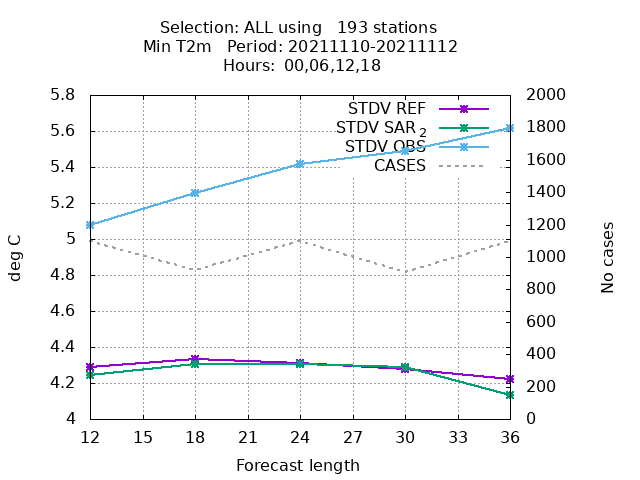 Selection: ALL using   193 stations
Min T2m   Period: 20211110-20211112
Hours:  00,06,12,18
5.8
5.6
5.4
5.2
5
4.8
4.6
4.4
4.2
4
2000
1800
1600
1400
1200
1000
800
600
400
200
0
STDV REF
STDV SAR 2
STDV OBS
CASES
deg C
No cases
12 15 18 21 24 27 30 33 36
Forecast length